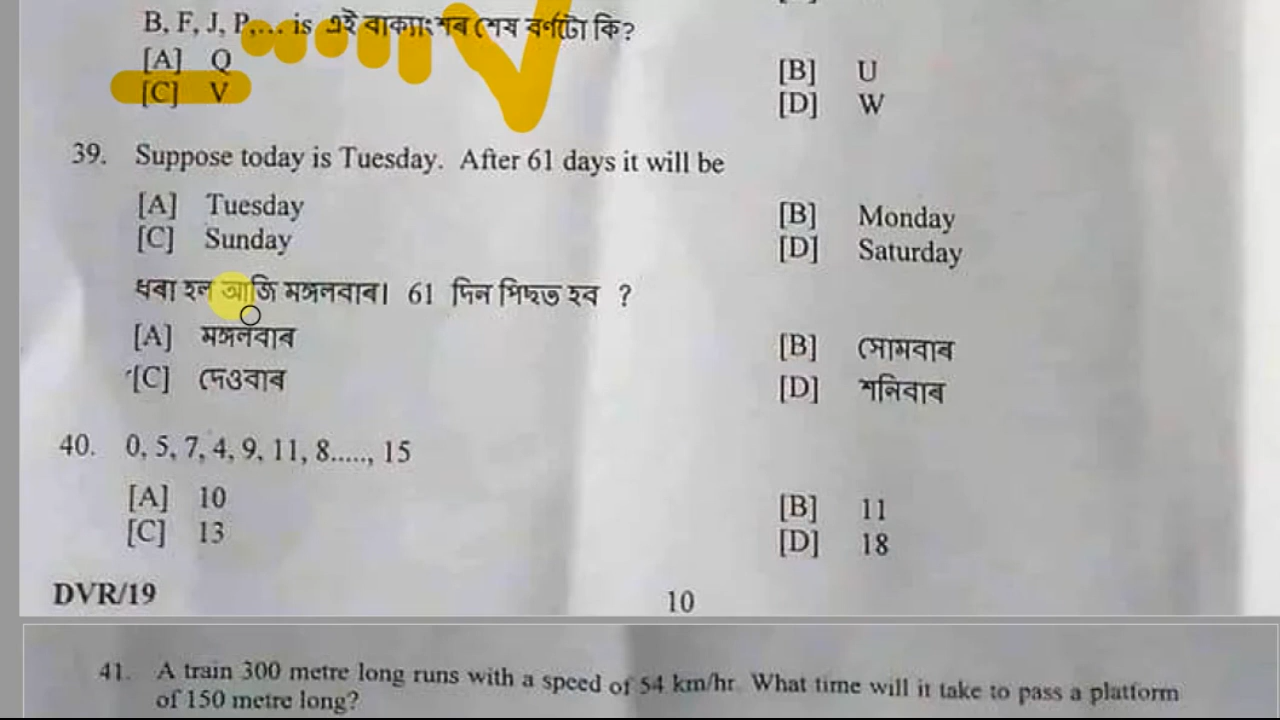 B, F, J, P,... is এই বাক্যাংশৰ শেষ বৰ্ণটো কি?
[A] Q
[B] U
[C] V
[D] W
39. Suppose today is Tuesday. After 61 days it will be
[A] Tuesday
[B] Monday
[C] Sunday
[D] Saturday
ধৰা হল আজি মঙ্গলবাৰ। 61 দিন পিছত হব ?
[A] মঙ্গলবাৰ
[B] সোমবাৰ
[C] দেওবাৰ
[D] শনিবাৰ
40. 0, 5, 7, 4, 9, 11, 8....., 15
[A] 10
[B] 11
[C] 13
[D] 18
DVR/19
10
41. A train 300 metre long runs with a speed of 54 km/hr. What time will it take to pass a platform
of 150 metre long?